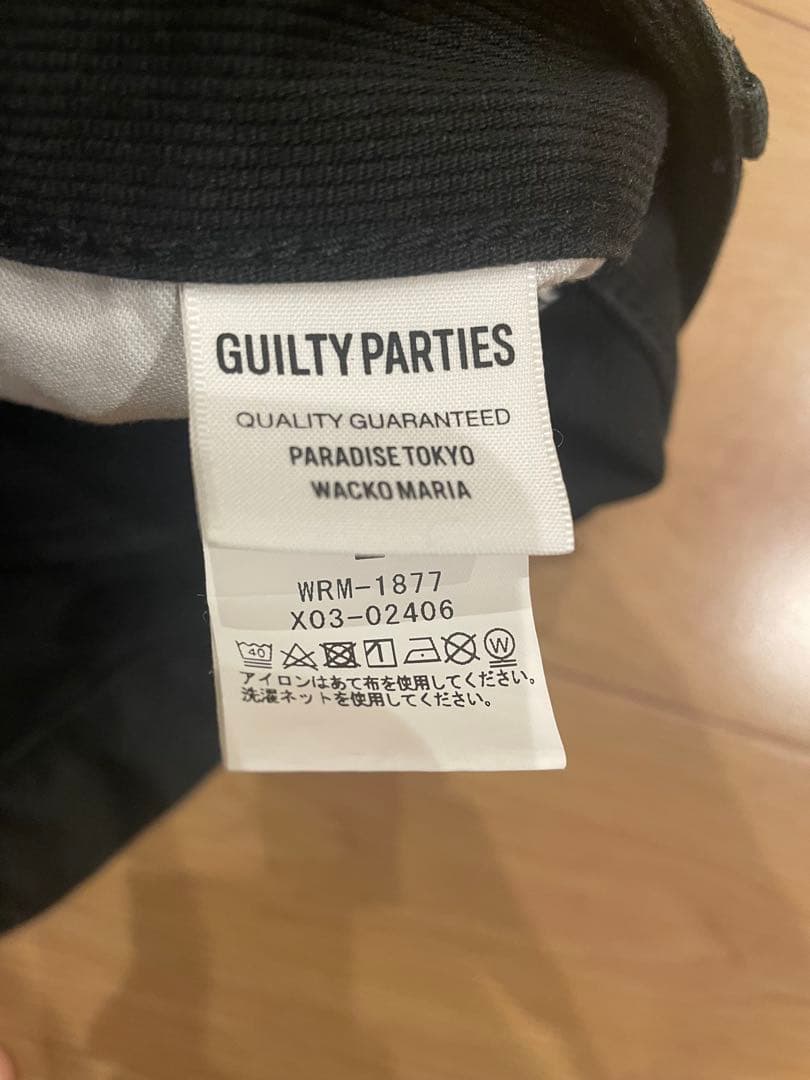 GUILTY PARTIES
QUALITY GUARANTEED
PARADISE TOKYO
WACKO MARIA
WRM-1877
X03-02406
40 W
アイロンはあて布を使用してください。
洗濯ネットを使用してください。